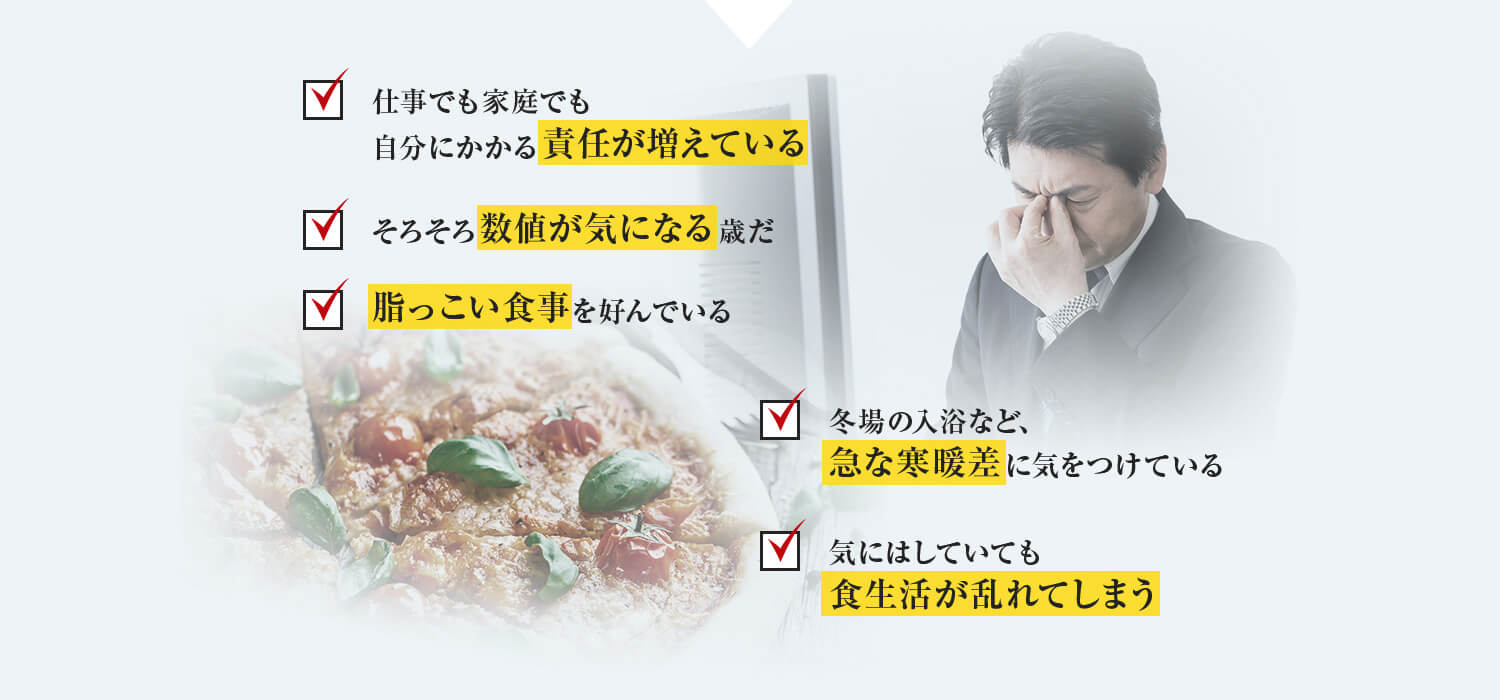 仕事でも家庭でも
自分にかかる責任が増えている
そろそろ数値が気になる歳だ
脂っこい食事を好んでいる
冬場の入浴など、
急な寒暖差に気をつけている
気にはしていても
食生活が乱れてしまう